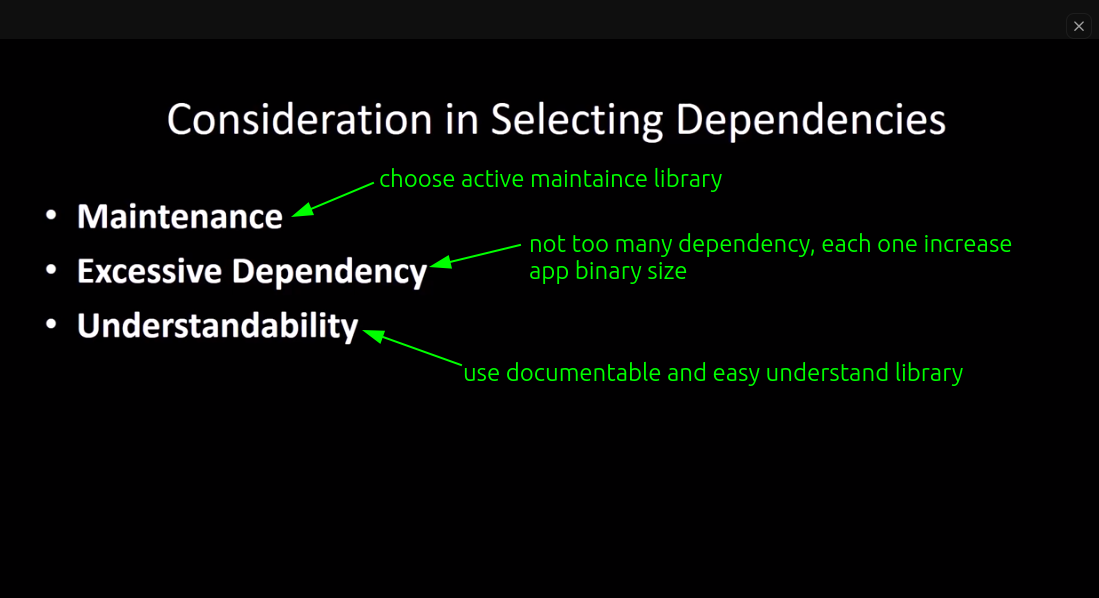 Consideration in Selecting Dependencies
choose active maintaince library
• Maintenance
not too many dependency, each one increase
app binary size
• Excessive Dependency
• Understandability
use documentable and easy understand library